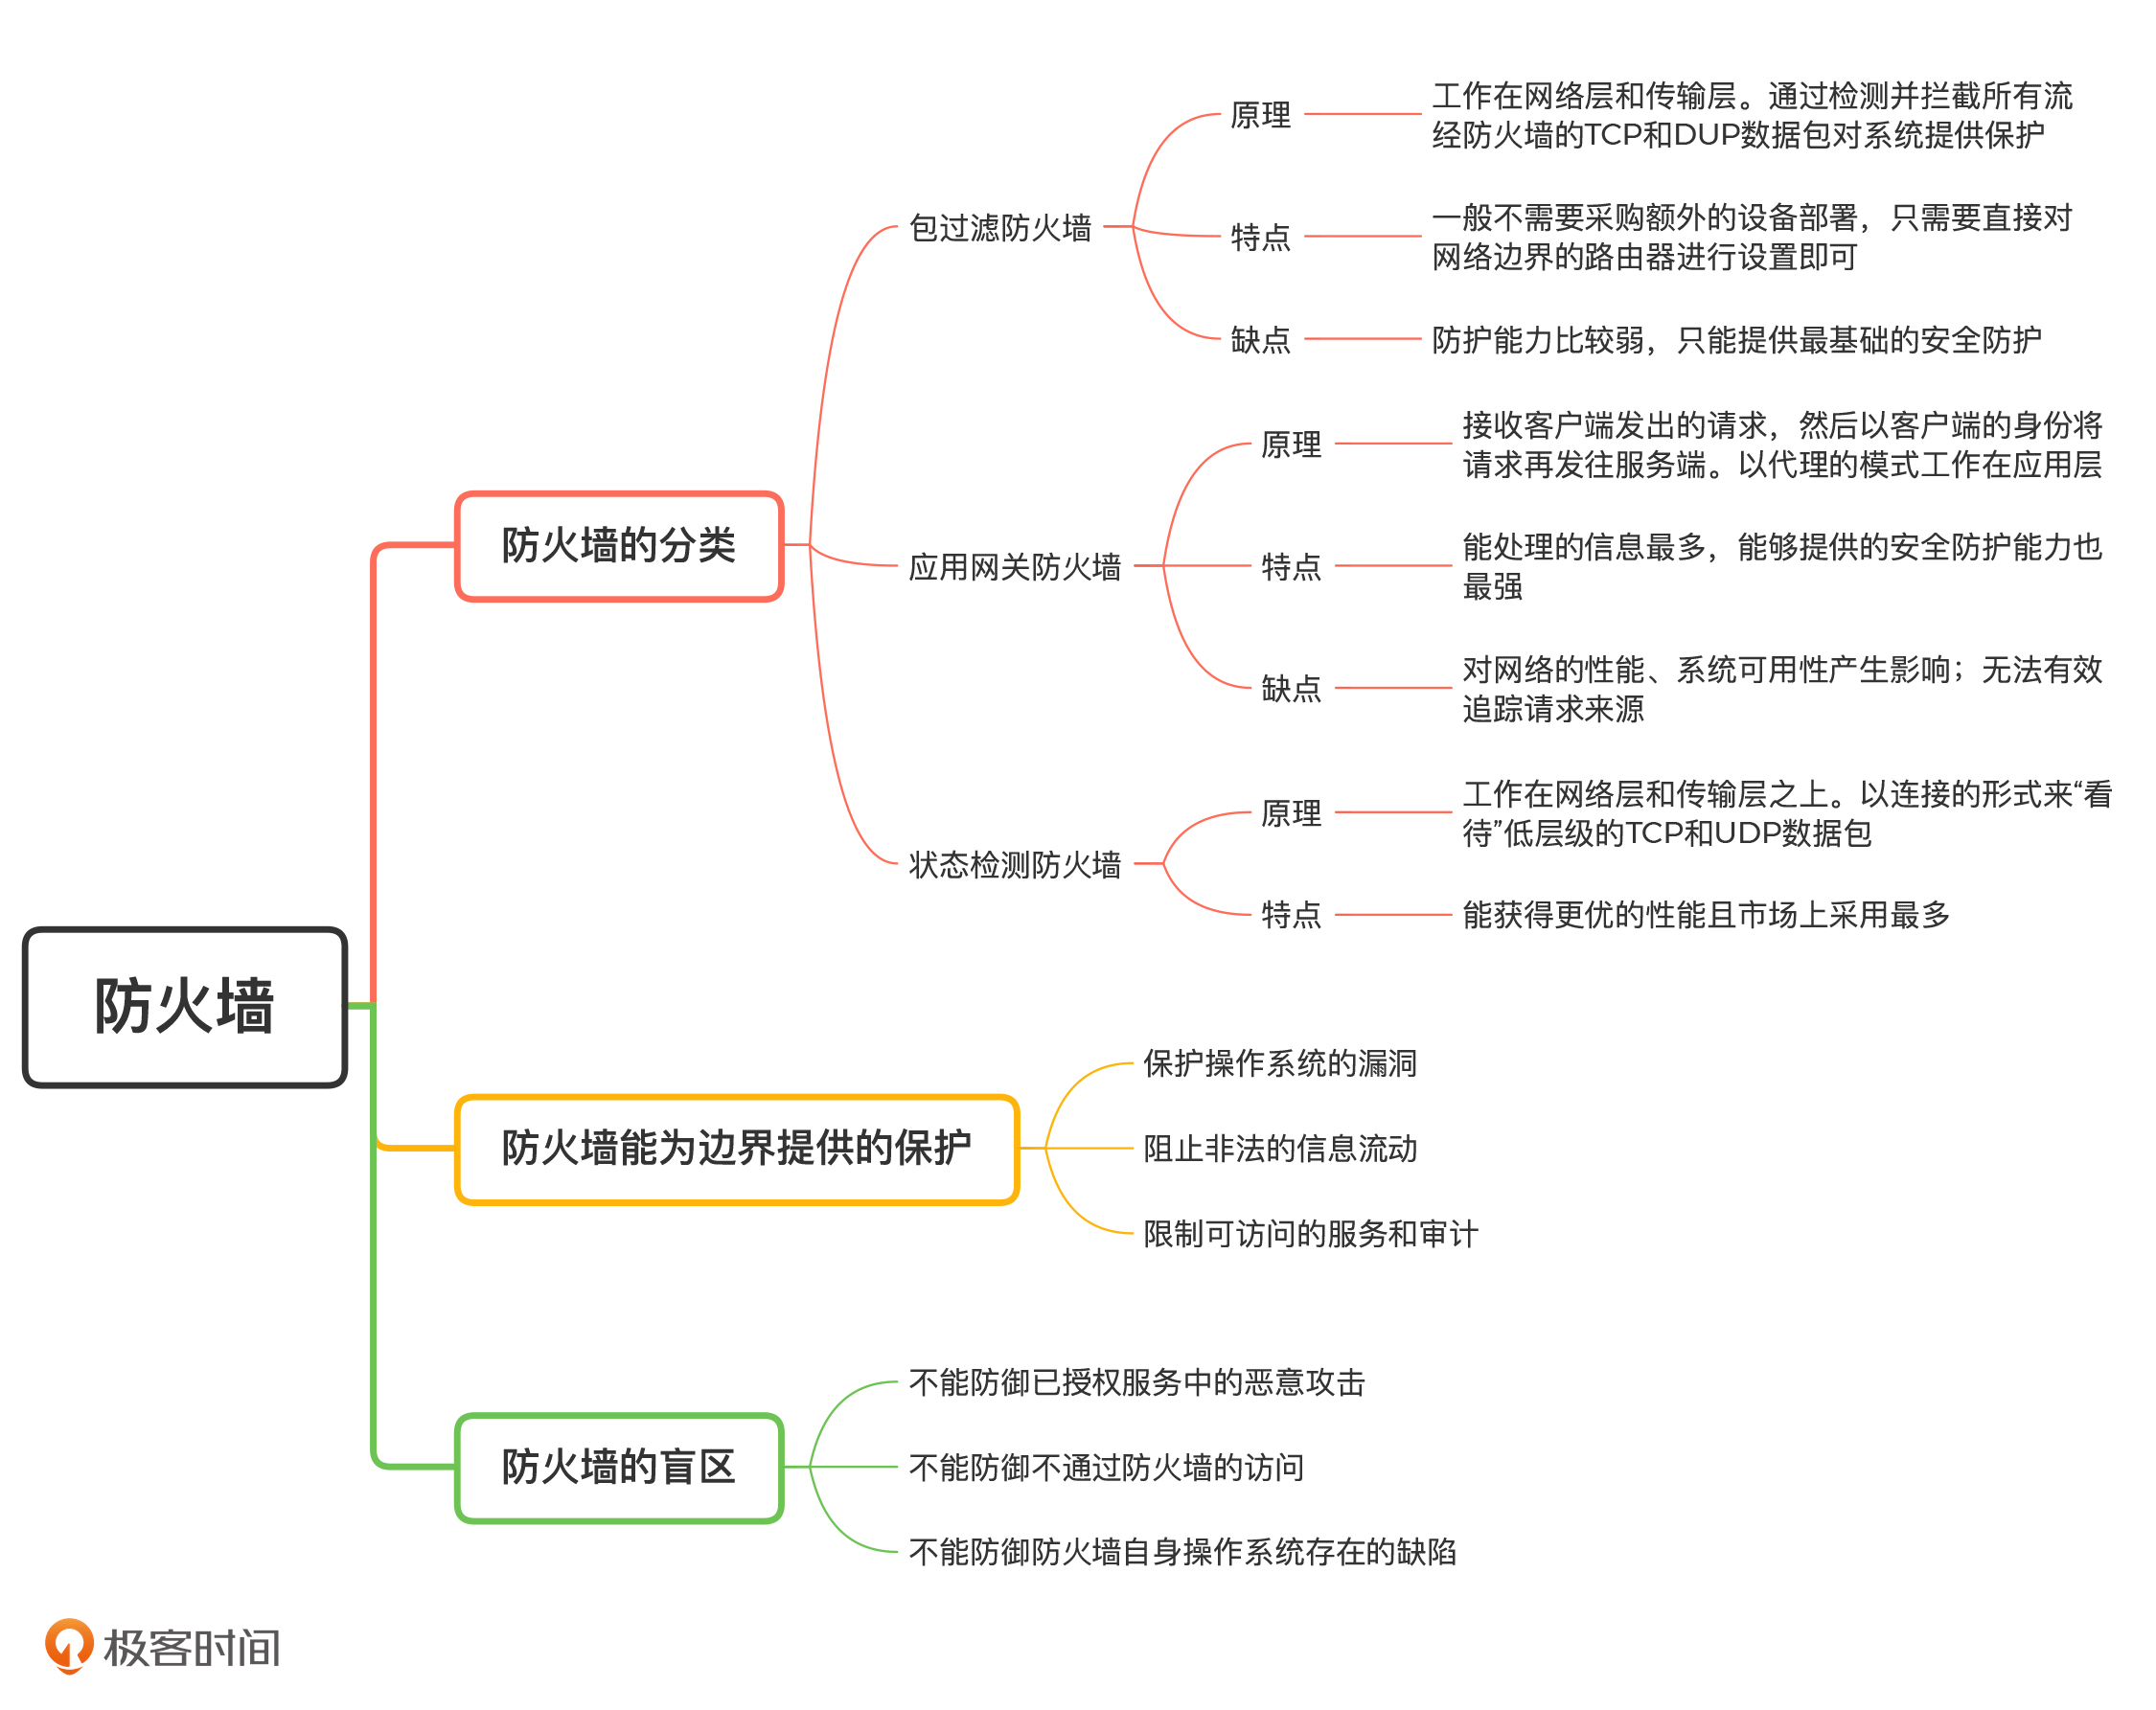 防火墙
防火墙的分类
包过滤防火墙
原理
工作在网络层和传输层。通过检测并拦截所有流
经防火墙的TCP和DUP数据包对系统提供保护
特点
一般不需要采购额外的设备部署，只需要直接对
网络边界的路由器进行设置即可
缺点
防护能力比较弱，只能提供最基础的安全防护
应用网关防火墙
原理
接收客户端发出的请求，然后以客户端的身份将
请求再发往服务端。以代理的模式工作在应用层
特点
能处理的信息最多，能够提供的安全防护能力也
最强
缺点
对网络的性能、系统可用性产生影响；无法有效
追踪请求来源
状态检测防火墙
原理
工作在网络层和传输层之上。以连接的形式来“看
待”低层级的TCP和UDP数据包
特点
能获得更优的性能且市场上采用最多
防火墙能为边界提供的保护
保护操作系统的漏洞
阻止非法的信息流动
限制可访问的服务和审计
防火墙的盲区
不能防御已授权服务中的恶意攻击
不能防御不通过防火墙的访问
不能防御防火墙自身操作系统存在的缺陷
极客时间